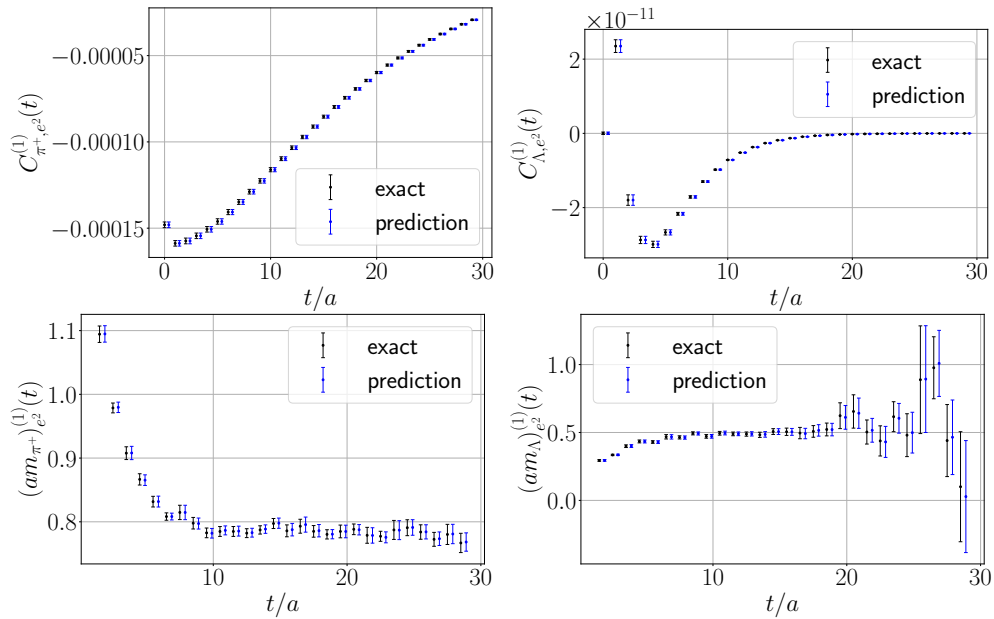 C^{(1)}_{π^+,e^2}(t)
−0.00005
−0.00010
−0.00015
exact
prediction
0 10 20 30
t/a
×10^{−11}
C^{(1)}_{Λ,e^2}(t)
2
0
−2
exact
prediction
0 10 20 30
t/a
(am_{π^+})^{(1)}_{e^2}(t)
1.1
1.0
0.9
0.8
exact
prediction
10 20 30
t/a
(am_Λ)^{(1)}_{e^2}(t)
1.0
0.5
0.0
exact
prediction
10 20 30
t/a